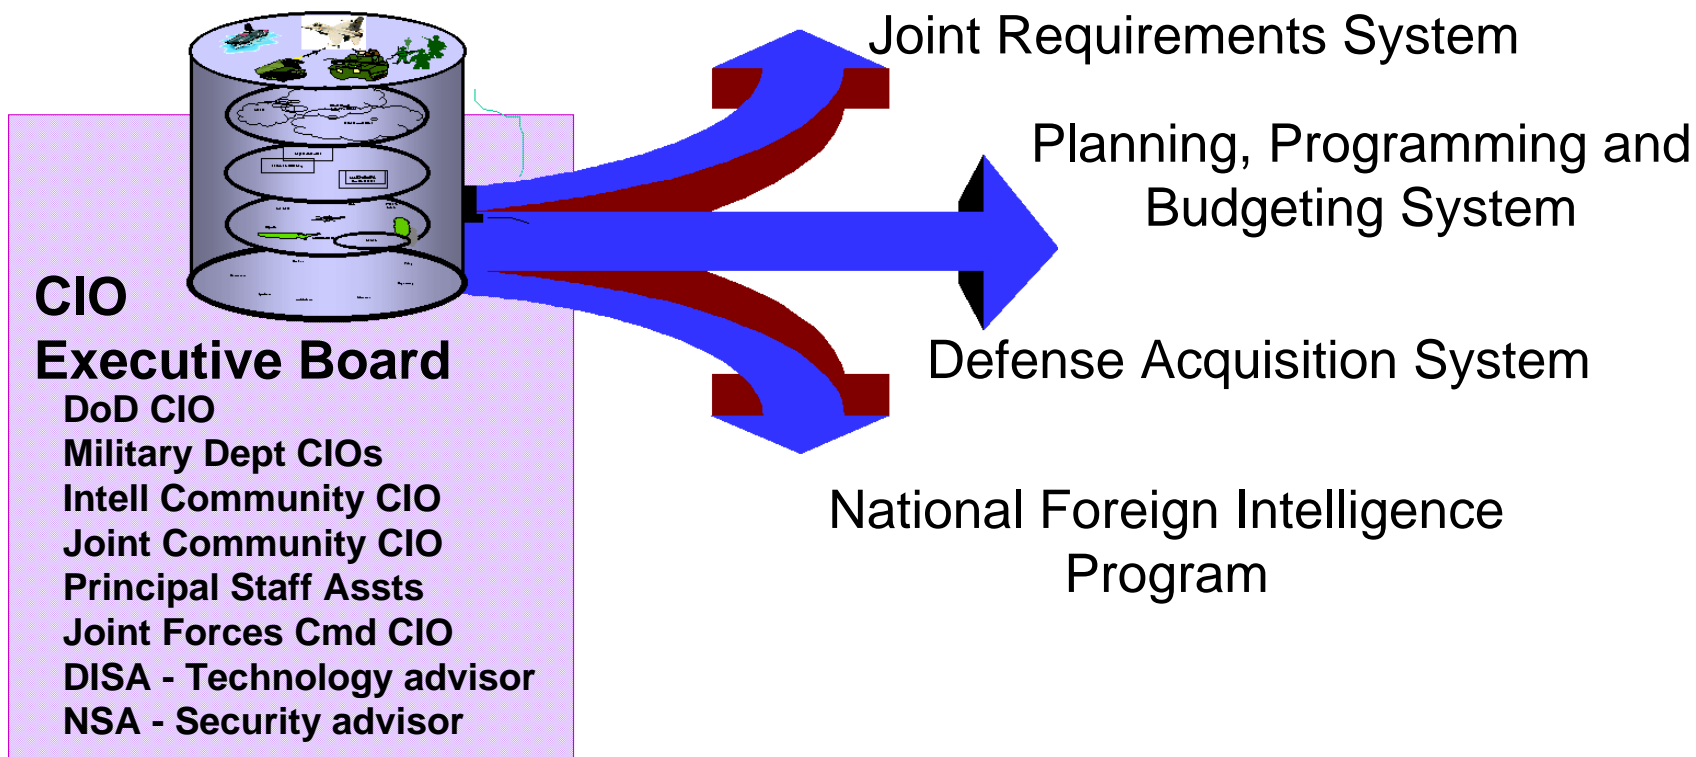 Joint Requirements System
Planning, Programming and
Budgeting System
Defense Acquisition System
National Foreign Intelligence
Program
CIO
Executive Board
DoD CIO
Military Dept CIOs
Intell Community CIO
Joint Community CIO
Principal Staff Assts
Joint Forces Cmd CIO
DISA - Technology advisor
NSA - Security advisor